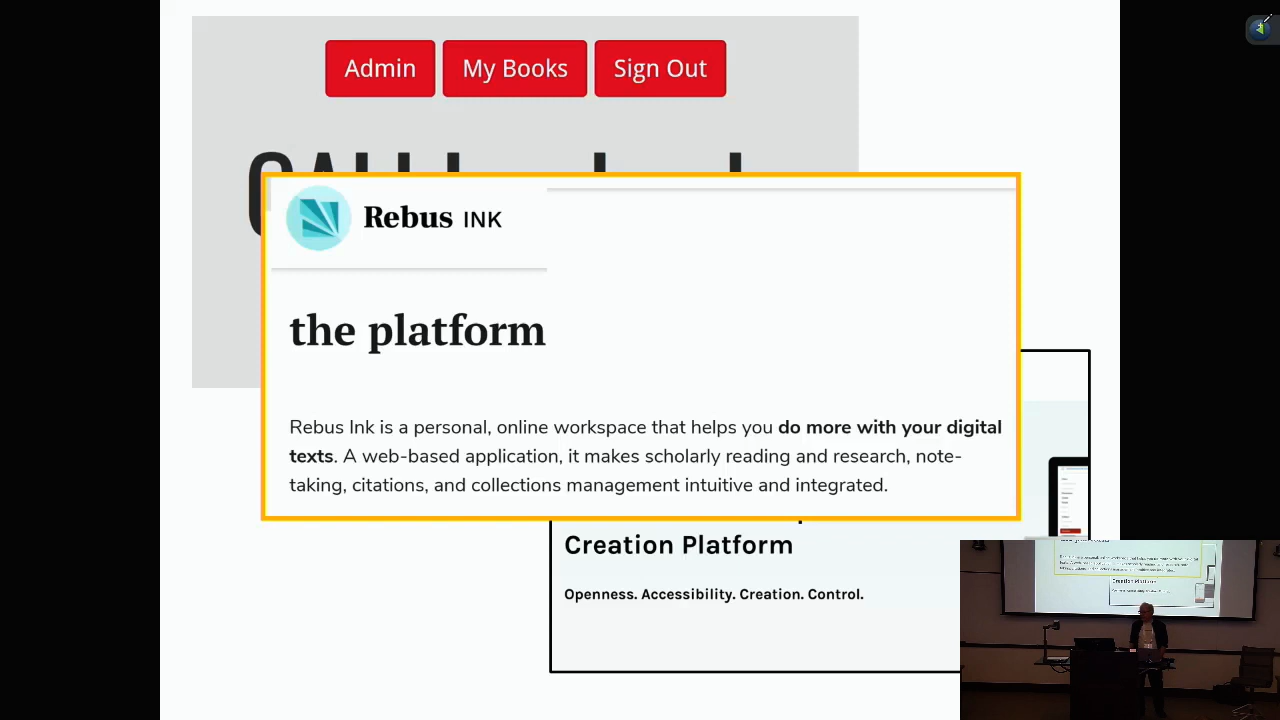 Admin My Books Sign Out
Rebus INK
the platform
Rebus Ink is a personal, online workspace that helps you do more with your digital
texts. A web-based application, it makes scholarly reading and research, note-
taking, citations, and collections management intuitive and integrated.
Creation Platform
Openness. Accessibility. Creation. Control.
Creation Platform